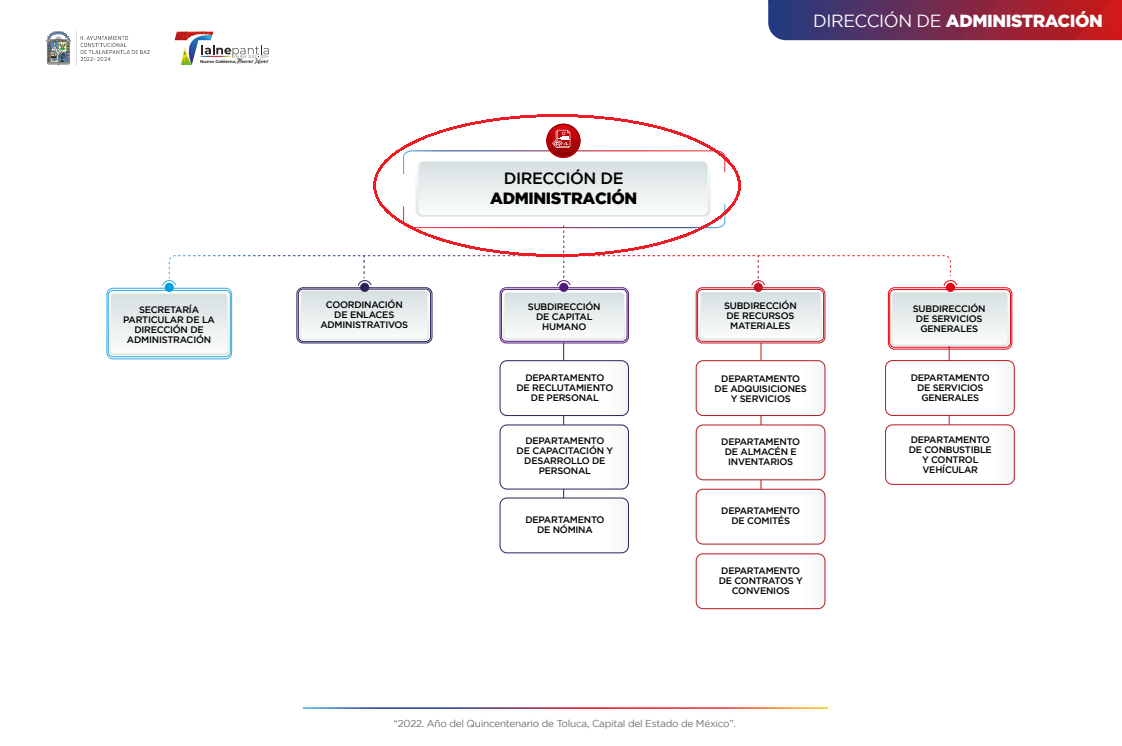 DIRECCIÓN DE ADMINISTRACIÓN
H. AYUNTAMIENTO
CONSTITUCIONAL
DE TLALNEPANTLA DE BAZ
2022- 2024
Tlalnepantla
Nuevo Gobierno, Nuevas Ideas
DIRECCIÓN DE
ADMINISTRACIÓN
SECRETARÍA
PARTICULAR DE LA
DIRECCIÓN DE
ADMINISTRACIÓN
COORDINACIÓN
DE ENLACES
ADMINISTRATIVOS
SUBDIRECCIÓN
DE CAPITAL
HUMANO
DEPARTAMENTO
DE RECLUTAMIENTO
DE PERSONAL
DEPARTAMENTO
DE CAPACITACIÓN Y
DESARROLLO DE
PERSONAL
DEPARTAMENTO
DE NÓMINA
SUBDIRECCIÓN
DE RECURSOS
MATERIALES
DEPARTAMENTO
DE ADQUISICIONES
Y SERVICIOS
DEPARTAMENTO
DE ALMACÉN E
INVENTARIOS
DEPARTAMENTO
DE COMITÉS
DEPARTAMENTO
DE CONTRATOS Y
CONVENIOS
SUBDIRECCIÓN
DE SERVICIOS
GENERALES
DEPARTAMENTO
DE SERVICIOS
GENERALES
DEPARTAMENTO
DE CONBUSTIBLE
Y CONTROL
VEHÍCULAR
“2022. Año del Quincentenario de Toluca, Capital del Estado de México”.